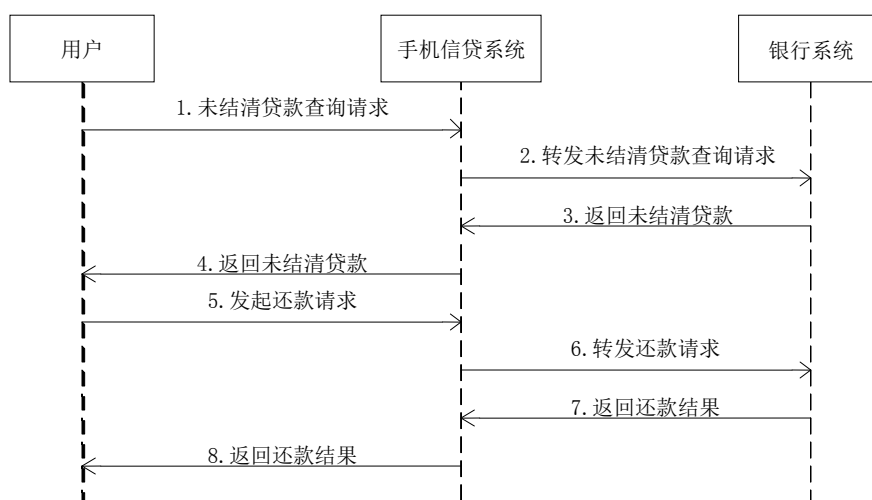 用户
手机信贷系统
银行系统
1.未结清贷款查询请求
2.转发未结清贷款查询请求
3.返回未结清贷款
4.返回未结清贷款
5.发起还款请求
6.转发还款请求
7.返回还款结果
8.返回还款结果